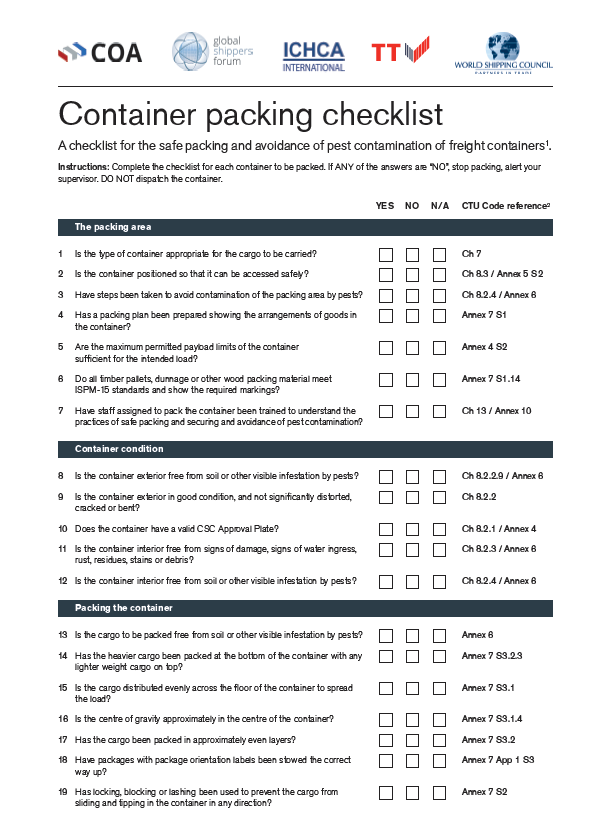 COA
global
shippers
forum
ICHCA
INTERNATIONAL
TT
WORLD SHIPPING COUNCIL
PARTNERS IN TRADE
Container packing checklist
A checklist for the safe packing and avoidance of pest contamination of freight containers¹.
Instructions: Complete the checklist for each container to be packed. If ANY of the answers are “NO”, stop packing, alert your
supervisor. DO NOT dispatch the container.
YES NO N/A CTU Code reference²
The packing area
1 Is the type of container appropriate for the cargo to be carried? Ch 7
2 Is the container positioned so that it can be accessed safely? Ch 8.3 / Annex 5 S2
3 Have steps been taken to avoid contamination of the packing area by pests? Ch 8.2.4 / Annex 6
4 Has a packing plan been prepared showing the arrangements of goods in Annex 7 S1
the container?
5 Are the maximum permitted payload limits of the container Annex 4 S2
sufficient for the intended load?
6 Do all timber pallets, dunnage or other wood packing material meet Annex 7 S1.14
ISPM-15 standards and show the required markings?
7 Have staff assigned to pack the container been trained to understand the Ch 13 / Annex 10
practices of safe packing and securing and avoidance of pest contamination?
Container condition
8 Is the container exterior free from soil or other visible infestation by pests? Ch 8.2.2.9 / Annex 6
9 Is the container exterior in good condition, and not significantly distorted, Ch 8.2.2
cracked or bent?
10 Does the container have a valid CSC Approval Plate? Ch 8.2.1 / Annex 4
11 Is the container interior free from signs of damage, signs of water ingress, Ch 8.2.3 / Annex 6
rust, residues, stains or debris?
12 Is the container interior free from soil or other visible infestation by pests? Ch 8.2.4 / Annex 6
Packing the container
13 Is the cargo to be packed free from soil or other visible infestation by pests? Annex 6
14 Has the heavier cargo been packed at the bottom of the container with any Annex 7 S3.2.3
lighter weight cargo on top?
15 Is the cargo distributed evenly across the floor of the container to spread Annex 7 S3.1
the load?
16 Is the centre of gravity approximately in the centre of the container? Annex 7 S3.1.4
17 Has the cargo been packed in approximately even layers? Annex 7 S3.2
18 Have packages with package orientation labels been stowed the correct Annex 7 App 1 S3
way up?
19 Has locking, blocking or lashing been used to prevent the cargo from Annex 7 S2
sliding and tipping in the container in any direction?